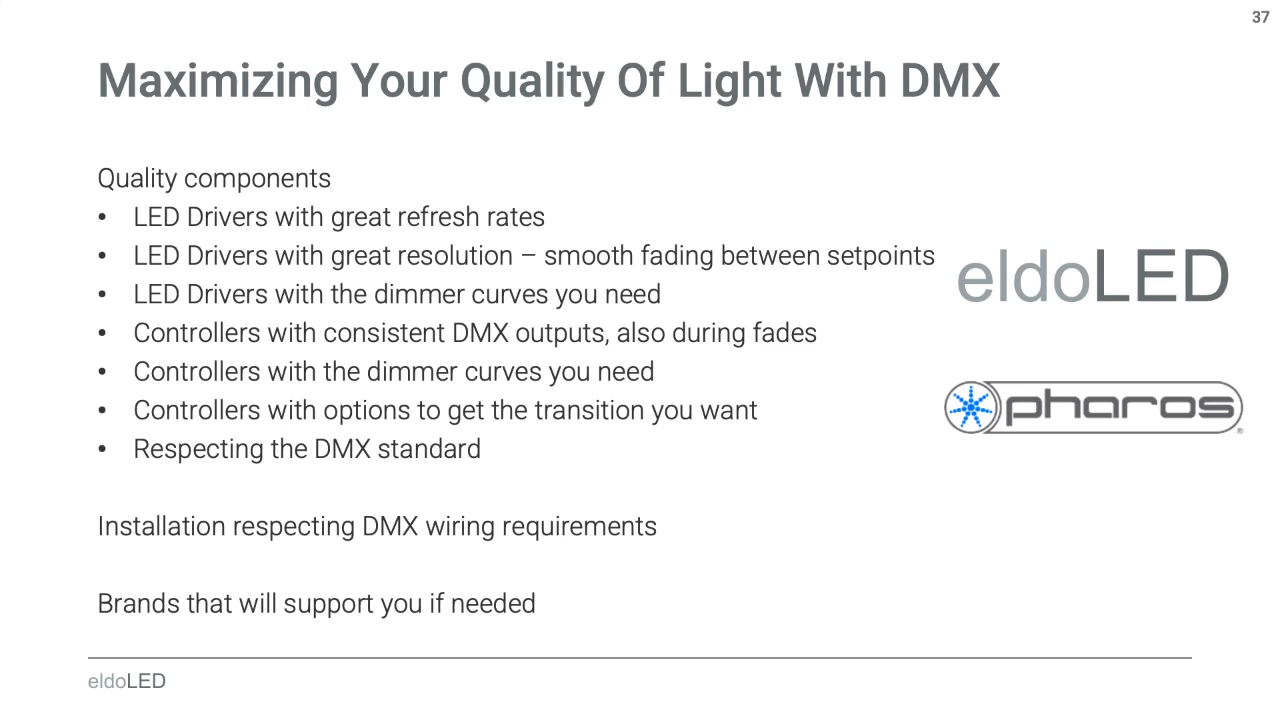 37
Maximizing Your Quality Of Light With DMX
Quality components
• LED Drivers with great refresh rates
• LED Drivers with great resolution – smooth fading between setpoints
• LED Drivers with the dimmer curves you need
• Controllers with consistent DMX outputs, also during fades
• Controllers with the dimmer curves you need
• Controllers with options to get the transition you want
• Respecting the DMX standard
eldoLED
pharos®
Installation respecting DMX wiring requirements
Brands that will support you if needed
eldoLED